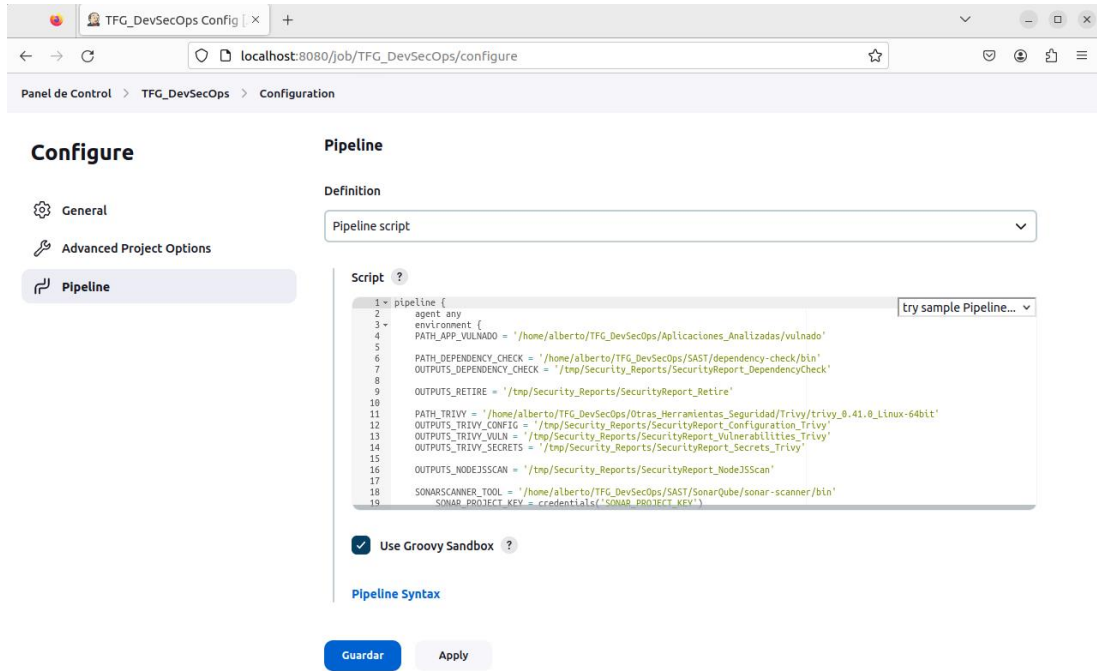 TFG_DevSecOps Config [
localhost:8080/job/TFG_DevSecOps/configure
Panel de Control > TFG_DevSecOps > Configuration
Configure
General
Advanced Project Options
Pipeline
Pipeline
Definition
Pipeline script
Script ?
try sample Pipeline...
1 pipeline {
2 agent any
3 environment {
4 PATH_APP_VULNADO = '/home/alberto/TFG_DevSecOps/Aplicaciones_Analizadas/vulnado'
5
6 PATH_DEPENDENCY_CHECK = '/home/alberto/TFG_DevSecOps/SAST/dependency-check/bin'
7 OUTPUTS_DEPENDENCY_CHECK = '/tmp/Security_Reports/SecurityReport_DependencyCheck'
8
9 OUTPUTS_RETIRE = '/tmp/Security_Reports/SecurityReport_Retire'
10
11 PATH_TRIVY = '/home/alberto/TFG_DevSecOps/Otras_Herramientas_Seguridad/Trivy/trivy_0.41.0_Linux-64bit'
12 OUTPUTS_TRIVY_CONFIG = '/tmp/Security_Reports/SecurityReport_Configuration_Trivy'
13 OUTPUTS_TRIVY_VULN = '/tmp/Security_Reports/SecurityReport_Vulnerabilities_Trivy'
14 OUTPUTS_TRIVY_SECRETS = '/tmp/Security_Reports/SecurityReport_Secrets_Trivy'
15
16 OUTPUTS_NODEJSSCAN = '/tmp/Security_Reports/SecurityReport_NodeJSScan'
17
18 SONARSCANNER_TOOL = '/home/alberto/TFG_DevSecOps/SAST/SonarQube/sonar-scanner/bin'
19 SONAR_PROJECT_KEY = credentials('SONAR_PROJECT_KEY')
Use Groovy Sandbox ?
Pipeline Syntax
Guardar
Apply